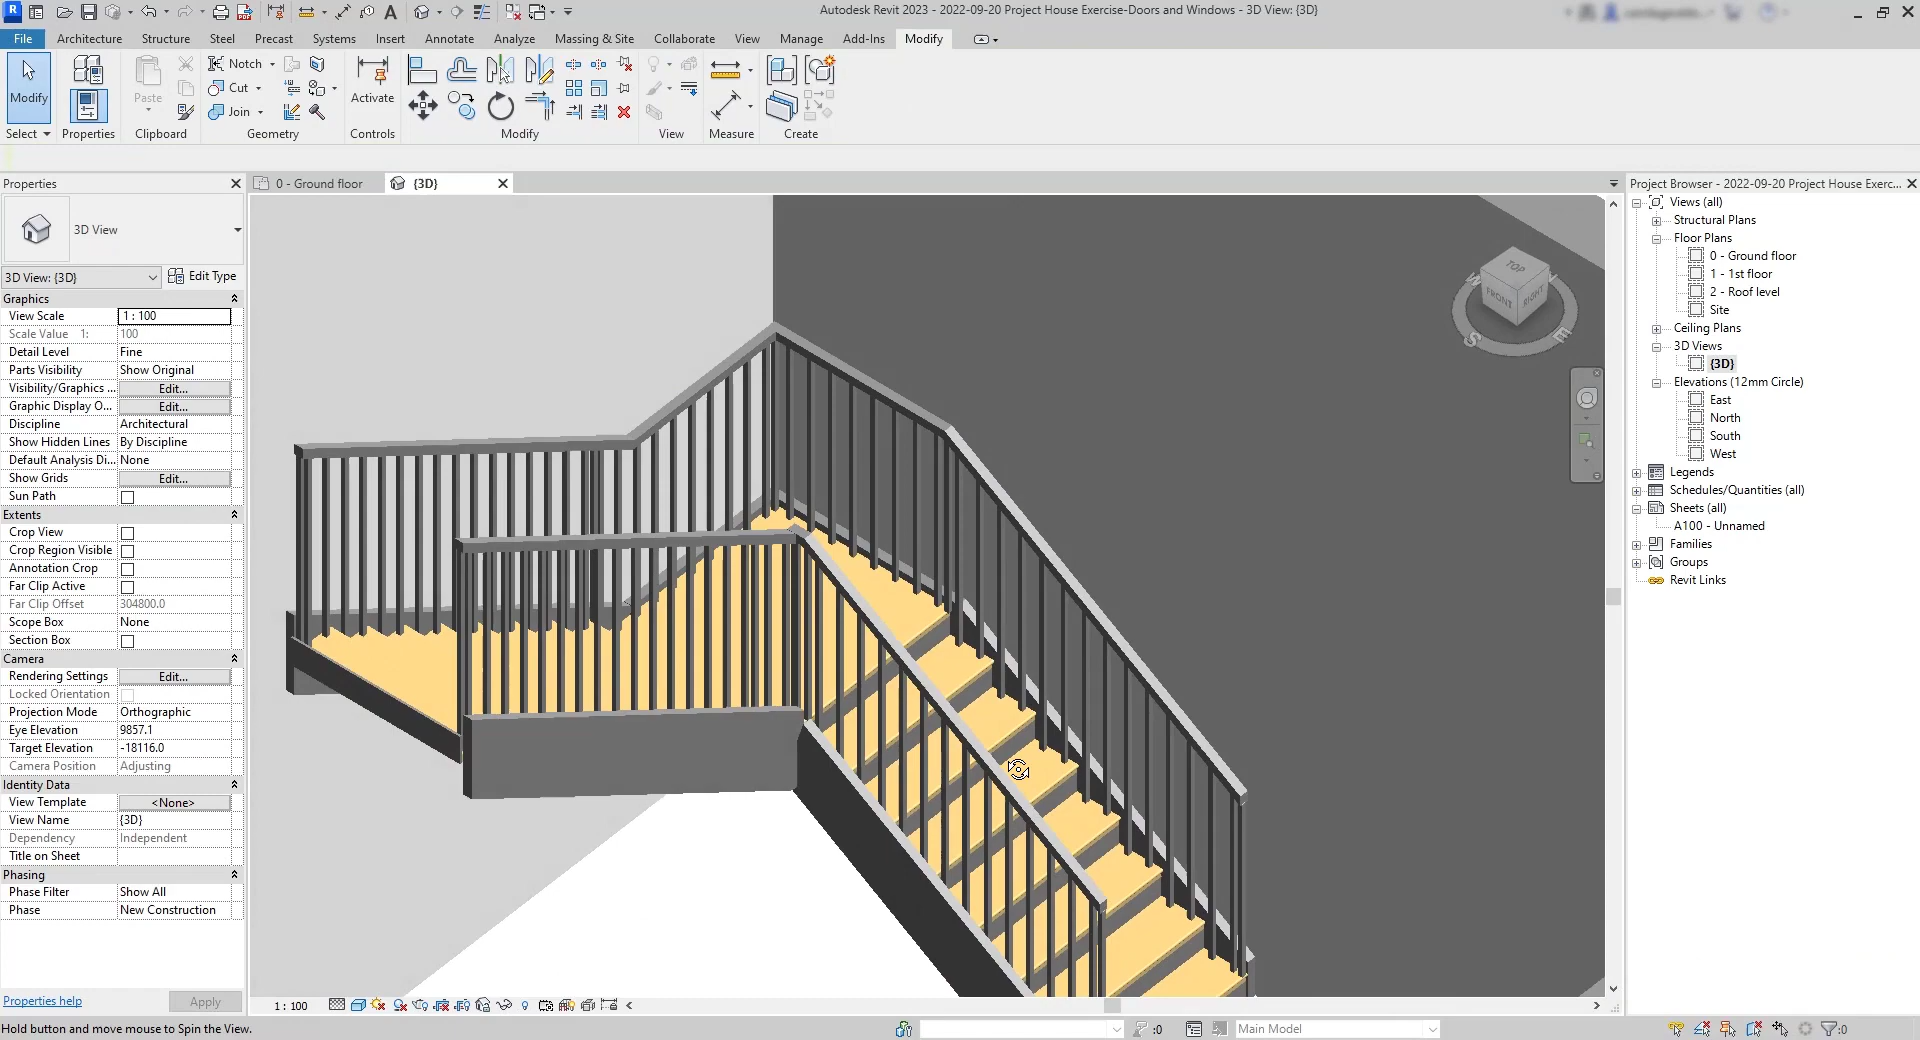 Autodesk Revit 2023 - 2022-09-20 Project House Exercise-Doors and Windows - 3D View: {3D}
File Architecture Structure Steel Precast Systems Insert Annotate Analyze Massing & Site Collaborate View Manage Add-Ins Modify
Modify
Paste
Notch
Cut
Join
Activate
Select Properties Clipboard Geometry Controls Modify View Measure Create
Properties
3D View
3D View: {3D}
Edit Type
Graphics
View Scale 1 : 100
Scale Value 1: 100
Detail Level Fine
Parts Visibility Show Original
Visibility/Graphics ... Edit...
Graphic Display O... Edit...
Discipline Architectural
Show Hidden Lines By Discipline
Default Analysis Di... None
Show Grids Edit...
Sun Path
Extents
Crop View
Crop Region Visible
Annotation Crop
Far Clip Active
Far Clip Offset 304800.0
Scope Box None
Section Box
Camera
Rendering Settings Edit...
Locked Orientation
Projection Mode Orthographic
Eye Elevation 9857.1
Target Elevation -18116.0
Camera Position Adjusting
Identity Data
View Template <None>
View Name {3D}
Dependency Independent
Title on Sheet
Phasing
Phase Filter Show All
Phase New Construction
Properties help
Apply
0 - Ground floor
{3D}
TOP
FRONT
RIGHT
W
S
E
Project Browser - 2022-09-20 Project House Exerc...
Views (all)
Structural Plans
Floor Plans
0 - Ground floor
1 - 1st floor
2 - Roof level
Site
Ceiling Plans
3D Views
{3D}
Elevations (12mm Circle)
East
North
South
West
Legends
Schedules/Quantities (all)
Sheets (all)
A100 - Unnamed
Families
Groups
Revit Links
1 : 100
Hold button and move mouse to Spin the View.
:0
Main Model
:0